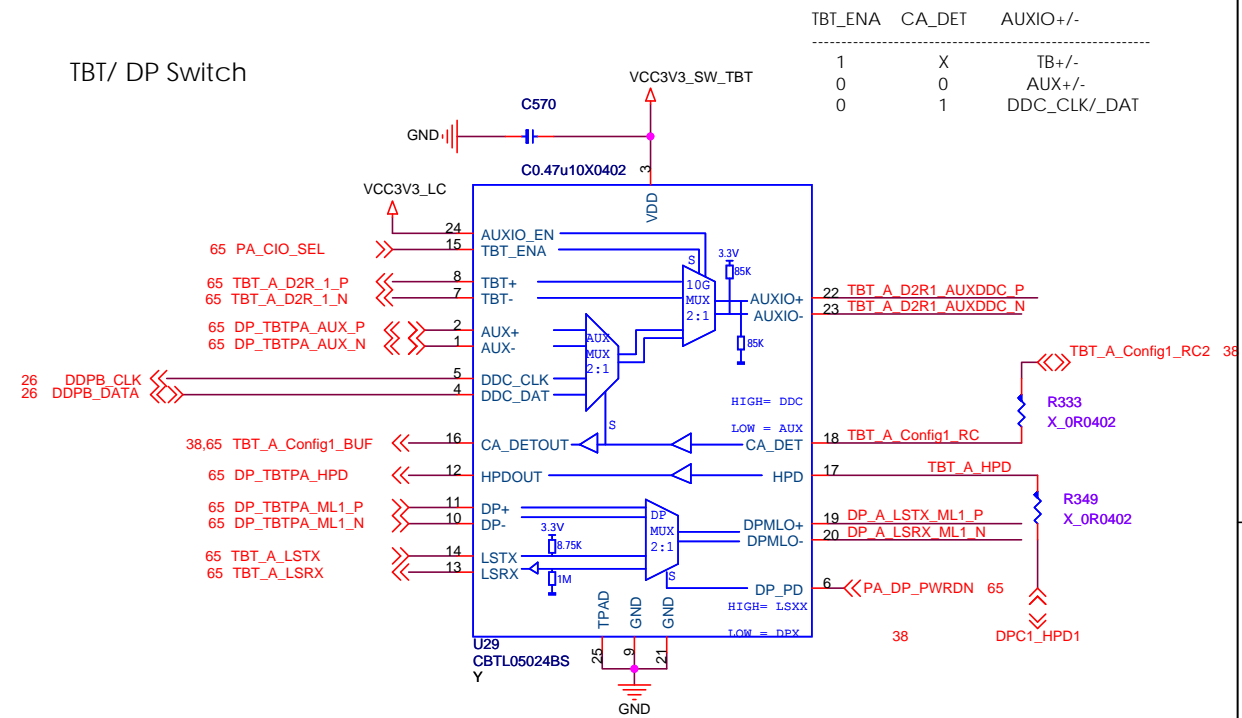 TBT_ENA CA_DET AUXIO+/-
--------------------------------------------------
1 X TB+/-
0 0 AUX+/-
0 1 DDC_CLK/_DAT
TBT/ DP Switch
VCC3V3_SW_TBT
C570
GND
C0.47u10X0402
3
VDD
VCC3V3_LC
24 AUXIO_EN
65 PA_CIO_SEL 15 TBT_ENA
S
3.3V
85K
65 TBT_A_D2R_1_P 8 TBT+
65 TBT_A_D2R_1_N 7 TBT-
10G
MUX
2:1
AUXIO+ 22 TBT_A_D2R1_AUXDDC_P
AUXIO- 23 TBT_A_D2R1_AUXDDC_N
85K
65 DP_TBTPA_AUX_P 2 AUX+
65 DP_TBTPA_AUX_N 1 AUX-
AUX
MUX
2:1
TBT_A_Config1_RC2 38
26 DDPB_CLK 5 DDC_CLK
26 DDPB_DATA 4 DDC_DAT
HIGH= DDC
LOW = AUX
S
R333
X_0R0402
38,65 TBT_A_Config1_BUF 16 CA_DETOUT
CA_DET 18 TBT_A_Config1_RC
65 DP_TBTPA_HPD 12 HPDOUT
HPD 17 TBT_A_HPD
R349
X_0R0402
65 DP_TBTPA_ML1_P 11 DP+
65 DP_TBTPA_ML1_N 10 DP-
DP
MUX
2:1
DPMLO+ 19 DP_A_LSTX_ML1_P
DPMLO- 20 DP_A_LSRX_ML1_N
3.3V
8.75K
65 TBT_A_LSTX 14 LSTX
65 TBT_A_LSRX 13 LSRX
1M
S
DP_PD 6 PA_DP_PWRDN 65
HIGH= LSXX
LOW = DPX
TPAD
GND
GND
38 DPC1_HPD1
U29
CBTL05024BS
Y
25
9
21
GND